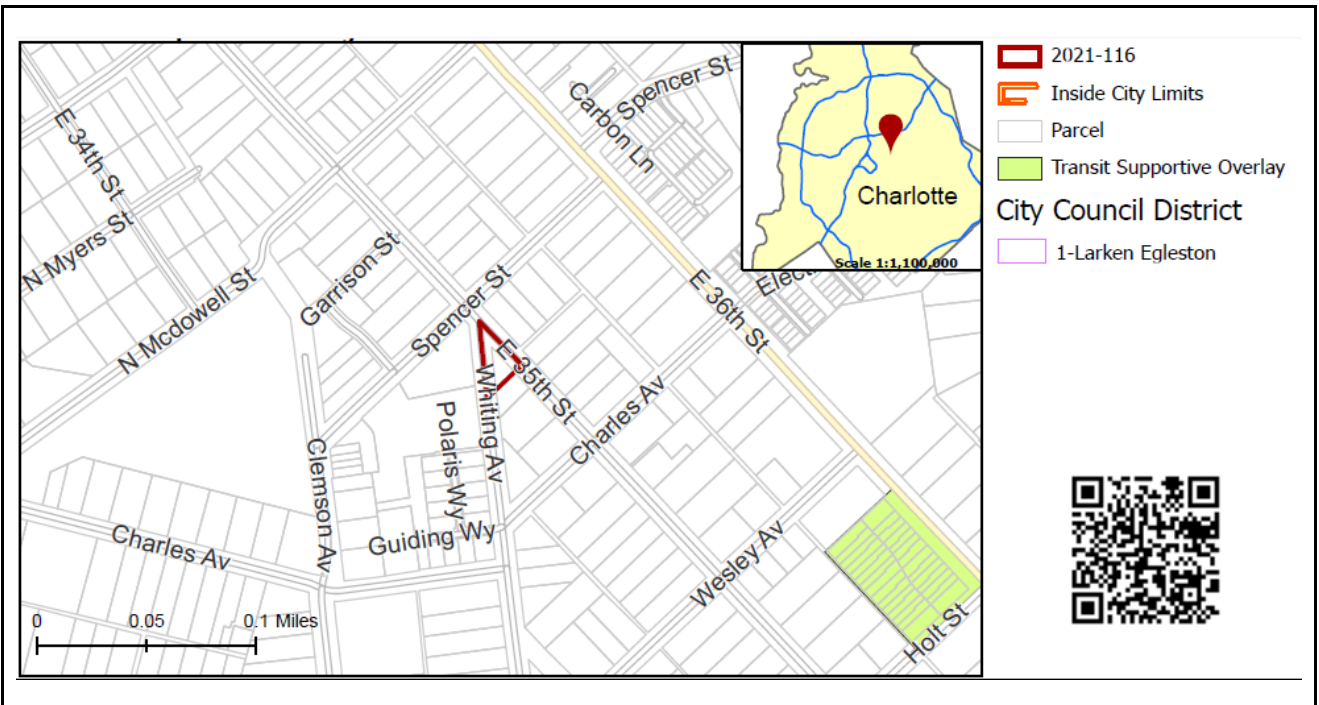 Spencer St
Carbon Ln
E 34th St
N Myers St
N Mcdowell St
Garrison St
Spencer St
E 36th St
E 35th St
Whiting Av
Polaris Wy
Charles Av
Clemson Av
Guiding Wy
Charles Av
Wesley Av
Holt St
0 0.05 0.1 Miles
Charlotte
Scale 1:1,100,000
2021-116
Inside City Limits
Parcel
Transit Supportive Overlay
City Council District
1-Larken Egleston